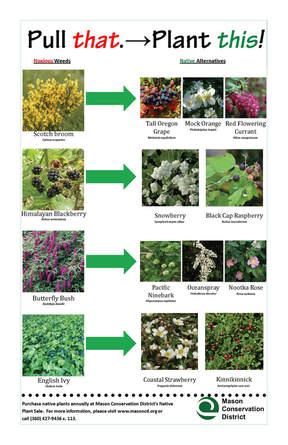 Pull that.→Plant this!
Noxious Weeds
Native Alternatives
Scotch broom
Cytisus scoparius
Tall Oregon
Grape
Mahonia aquifolium
Mock Orange
Philadelphus lewisii
Red Flowering
Currant
Ribes sanguineum
Himalayan Blackberry
Rubus armeniacus
Snowberry
Symphoricarpos albus
Black Cap Raspberry
Rubus leucodermis
Butterfly Bush
Buddleja davidii
Pacific
Ninebark
Physocarpus capitatus
Oceanspray
Holodiscus discolor
Nootka Rose
Rosa nutkana
English Ivy
Hedera helix
Coastal Strawberry
Fragaria chiloensis
Kinnikinnick
Arctostaphylos uva-ursi
Purchase native plants annually at Mason Conservation District's Native
Plant Sale. For more information, please visit www.masoncd.org or
call (360) 427-9436 x. 113.
Mason
Conservation
District